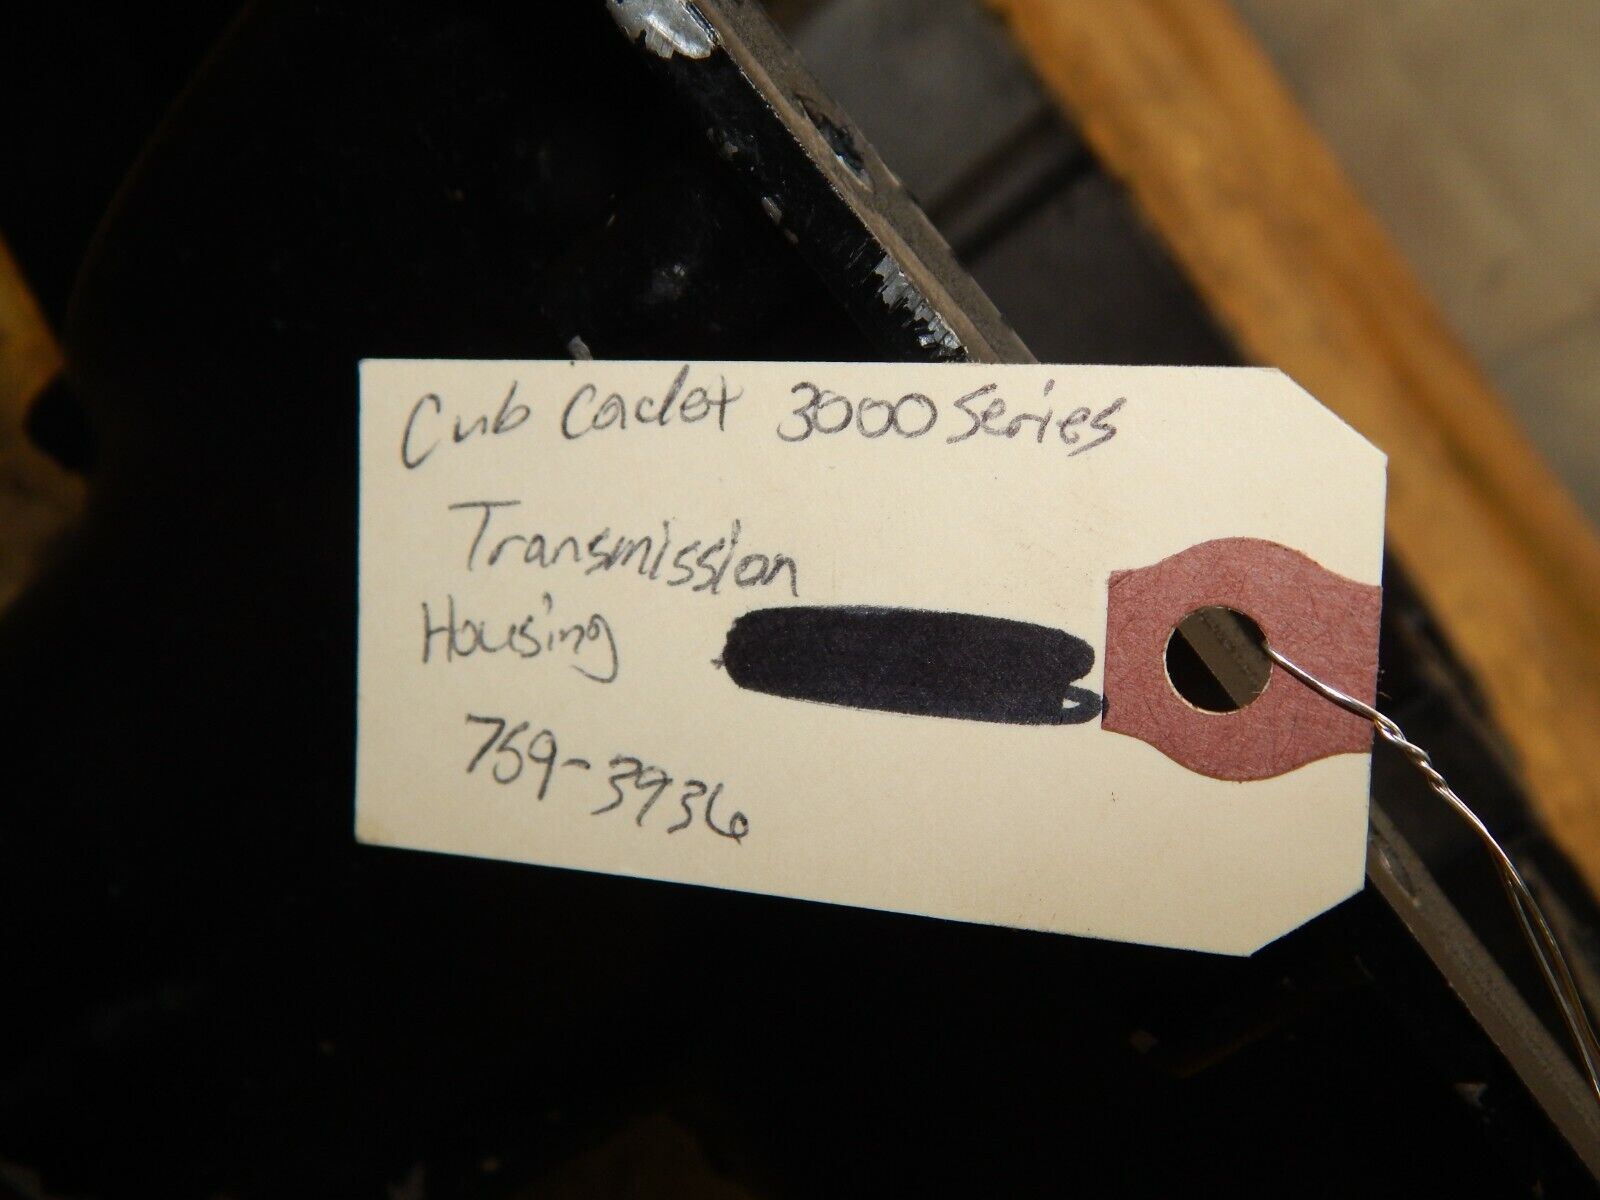 Cub Cadet 3000 Series
Transmission
Housing
759-3936